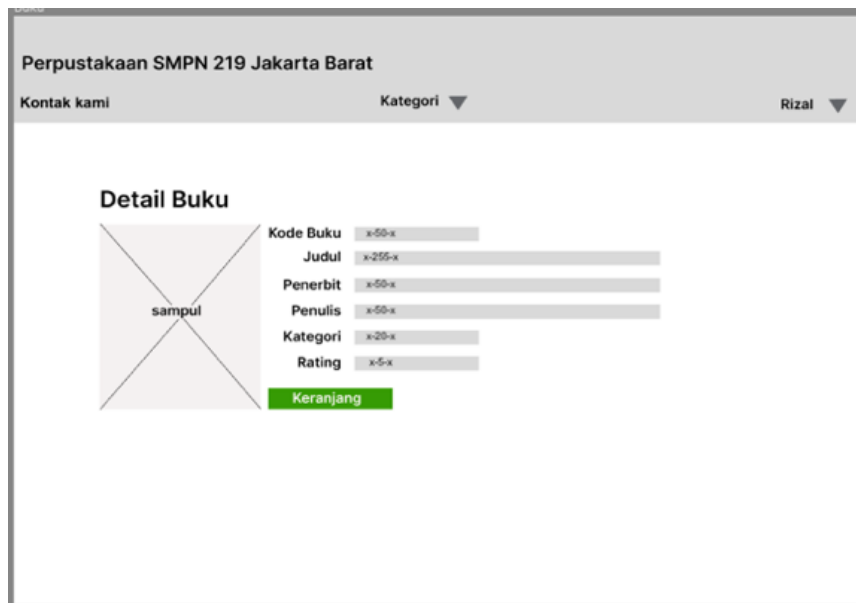 Buku
Perpustakaan SMPN 219 Jakarta Barat
Kontak kami
Kategori
Rizal
Detail Buku
sampul
Kode Buku x-50-x
Judul x-255-x
Penerbit x-50-x
Penulis x-50-x
Kategori x-20-x
Rating x-5-x
Keranjang